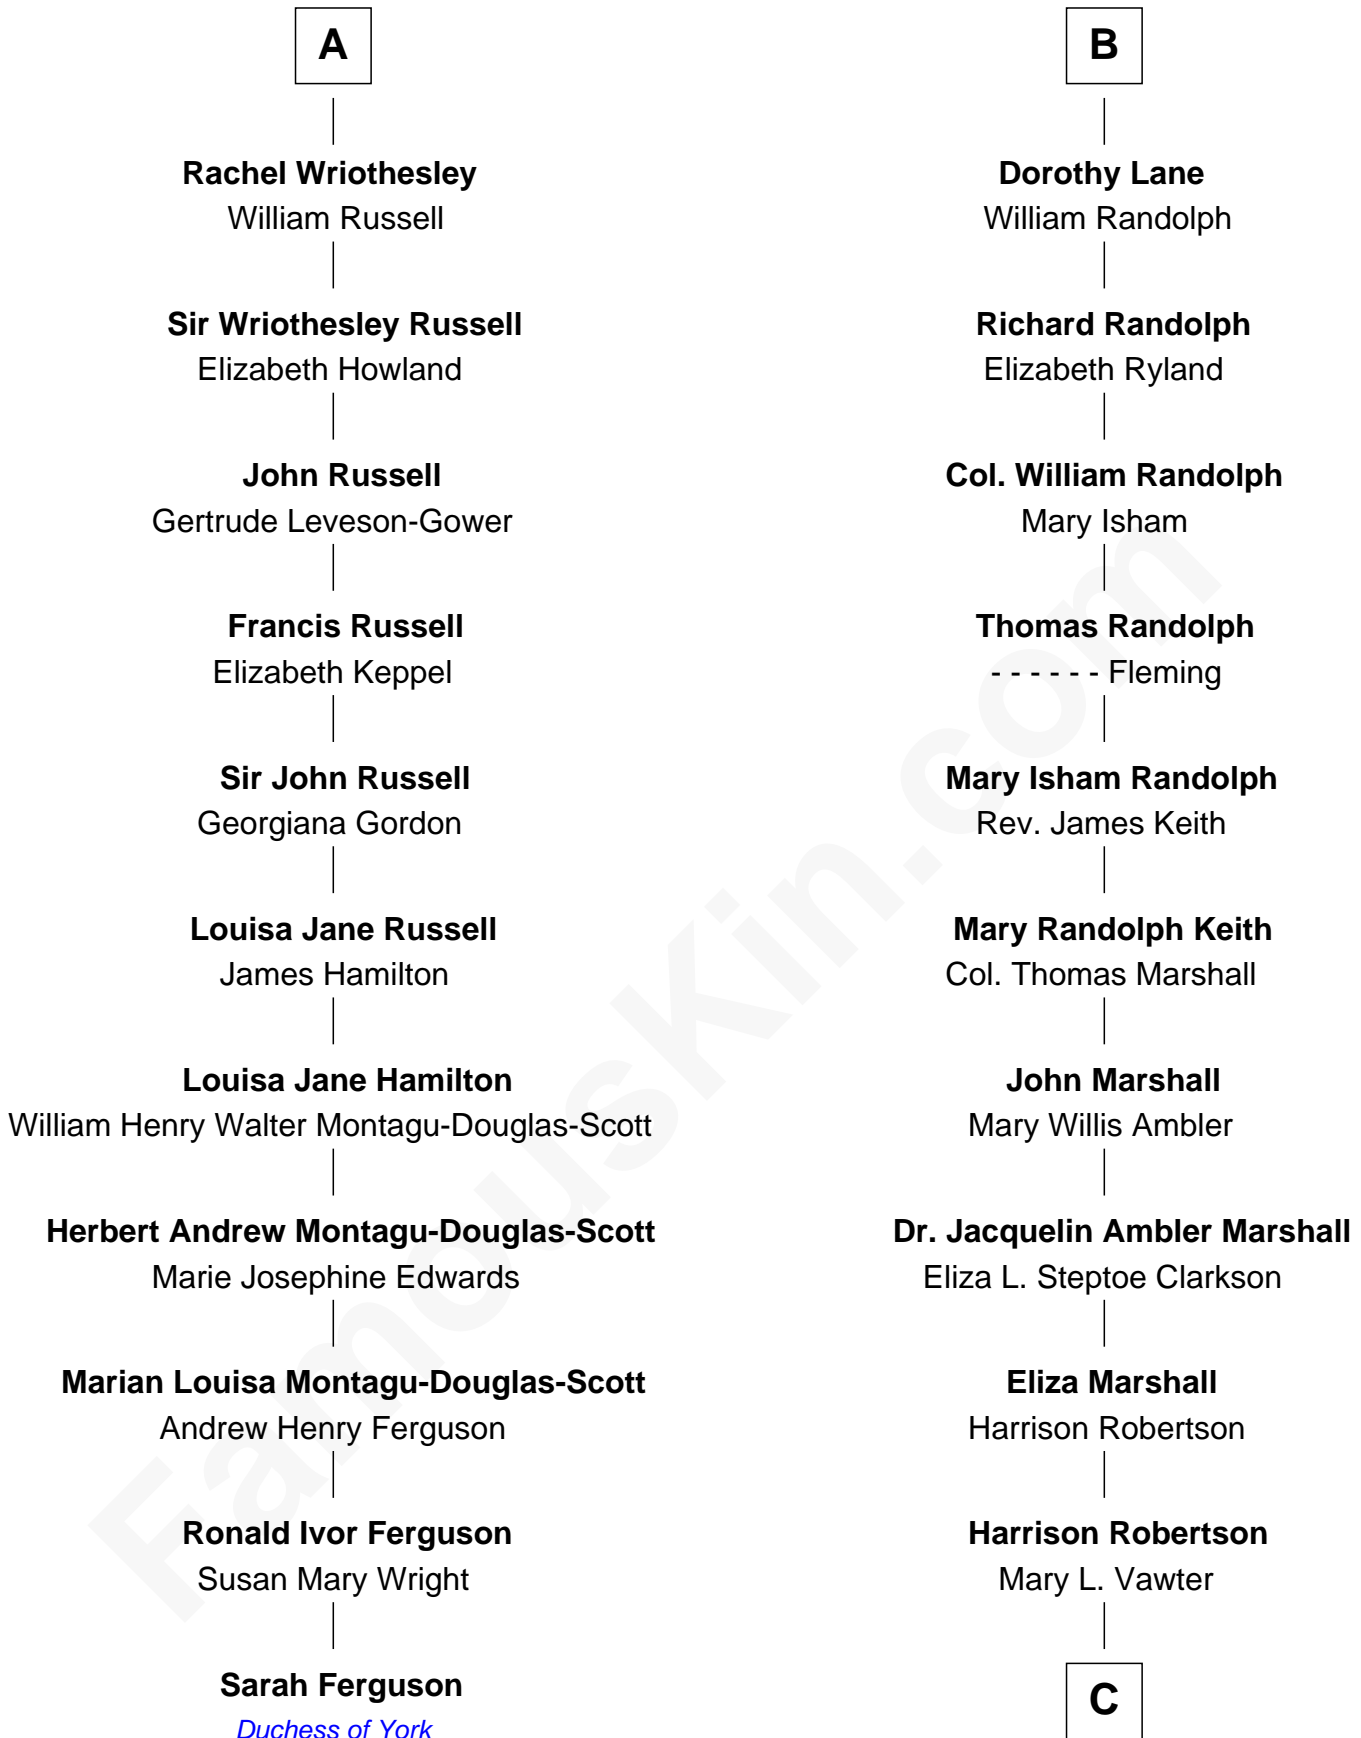 A
Rachel Wriothesley
William Russell
Sir Wriothesley Russell
Elizabeth Howland
John Russell
Gertrude Leveson-Gower
Francis Russell
Elizabeth Keppel
Sir John Russell
Georgiana Gordon
Louisa Jane Russell
James Hamilton
Louisa Jane Hamilton
William Henry Walter Montagu-Douglas-Scott
Herbert Andrew Montagu-Douglas-Scott
Marie Josephine Edwards
Marian Louisa Montagu-Douglas-Scott
Andrew Henry Ferguson
Ronald Ivor Ferguson
Susan Mary Wright
Sarah Ferguson
Duchess of York
B
Dorothy Lane
William Randolph
Richard Randolph
Elizabeth Ryland
Col. William Randolph
Mary Isham
Thomas Randolph
- - - - - - Fleming
Mary Isham Randolph
Rev. James Keith
Mary Randolph Keith
Col. Thomas Marshall
John Marshall
Mary Willis Ambler
Dr. Jacquelin Ambler Marshall
Eliza L. Steptoe Clarkson
Eliza Marshall
Harrison Robertson
Harrison Robertson
Mary L. Vawter
C
FamousKin.com